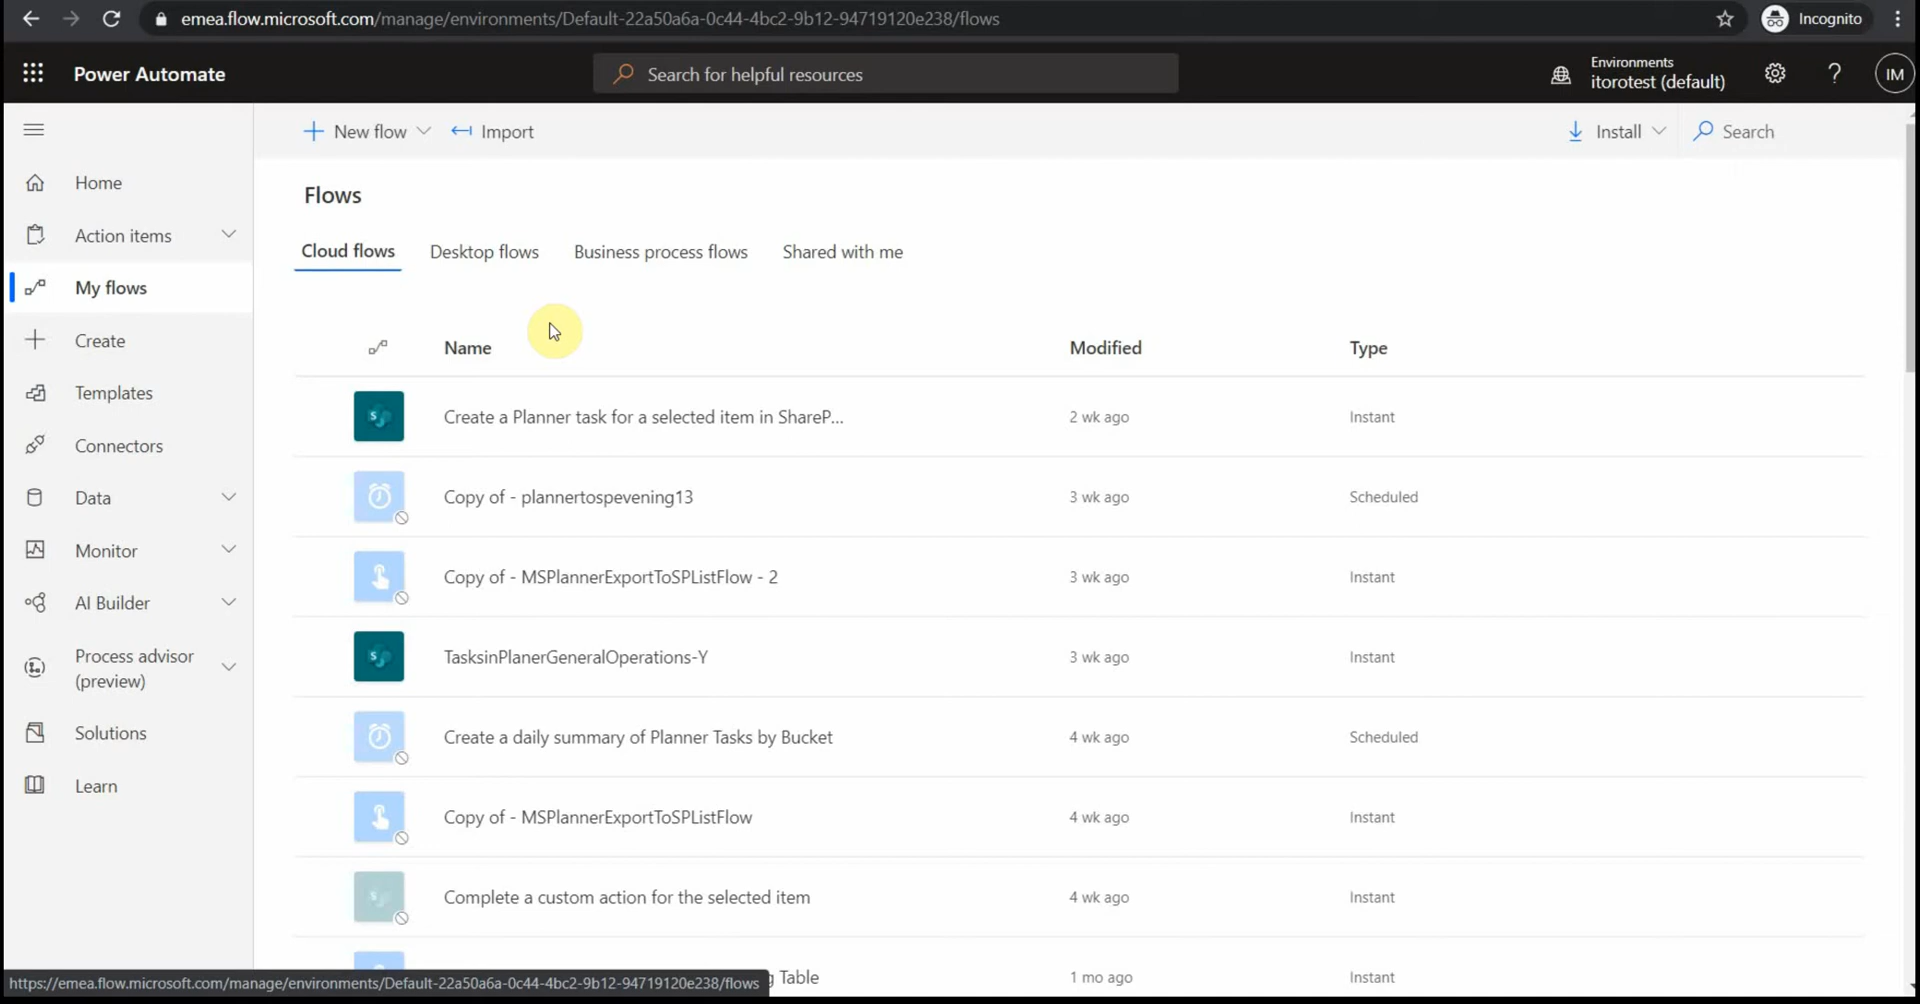 emea.flow.microsoft.com/manage/environments/Default-22a50a6a-0c44-4bc2-9b12-94719120e238/flows
Incognito
Power Automate
Search for helpful resources
Environments
itorotest (default)
?
IM
New flow
Import
Install
Search
Home
Action items
My flows
Create
Templates
Connectors
Data
Monitor
AI Builder
Process advisor
(preview)
Solutions
Learn
Flows
Cloud flows Desktop flows Business process flows Shared with me
Name Modified Type
Create a Planner task for a selected item in ShareP... 2 wk ago Instant
Copy of - plannertospevening13 3 wk ago Scheduled
Copy of - MSPlannerExportToSPListFlow - 2 3 wk ago Instant
TasksinPlanerGeneralOperations-Y 3 wk ago Instant
Create a daily summary of Planner Tasks by Bucket 4 wk ago Scheduled
Copy of - MSPlannerExportToSPListFlow 4 wk ago Instant
Complete a custom action for the selected item 4 wk ago Instant
Table 1 mo ago Instant
https://emea.flow.microsoft.com/manage/environments/Default-22a50a6a-0c44-4bc2-9b12-94719120e238/flows